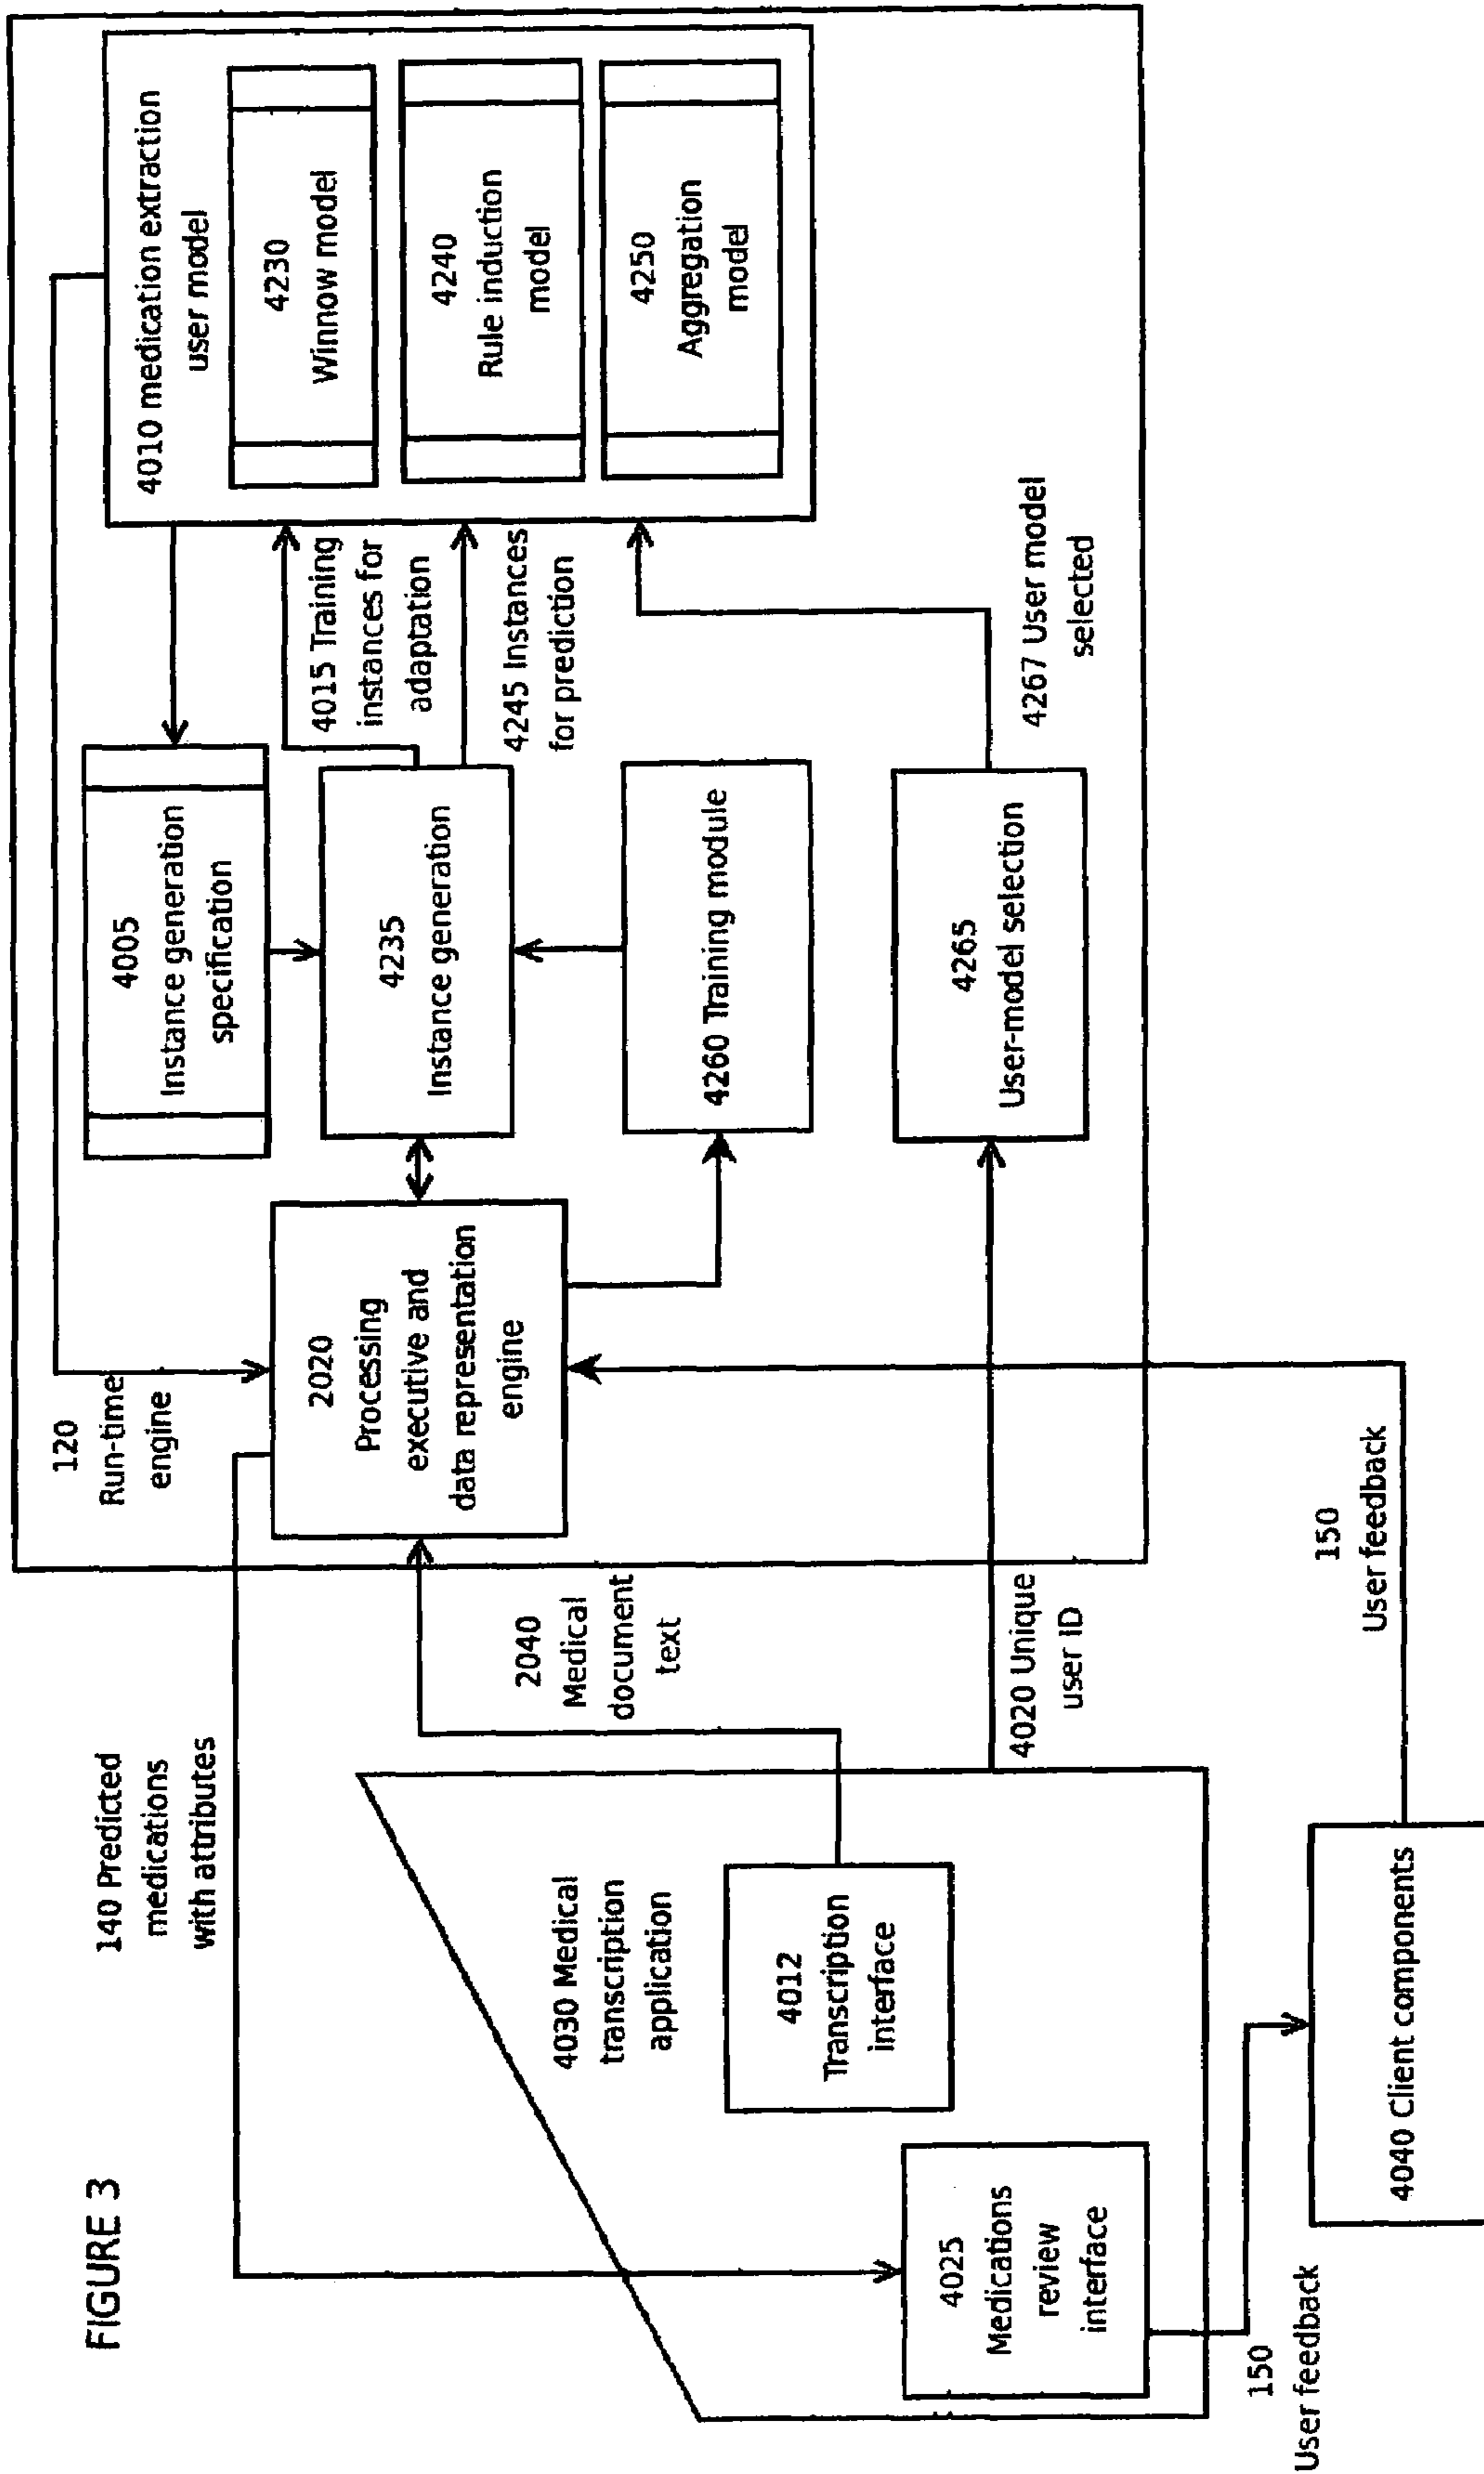 FIGURE 3
140 Predicted
medications
with attributes
120
Run-time
engine
4010 medication extraction
user model
4230
Winnow model
4240
Rule induction
model
4250
Aggregation
model
4005
Instance generation
specification
4235
Instance generation
4015 Training
instances for
adaptation
4245 Instances
for prediction
2020
Processing
executive and
data representation
engine
4260 Training module
4265
User-model selection
4267 User model
selected
2040
Medical
document
text
4030 Medical
transcription
application
4012
Transcription
interface
4020 Unique
user ID
4025
Medications
review
interface
150
User feedback
4040 Client components
150
User feedback